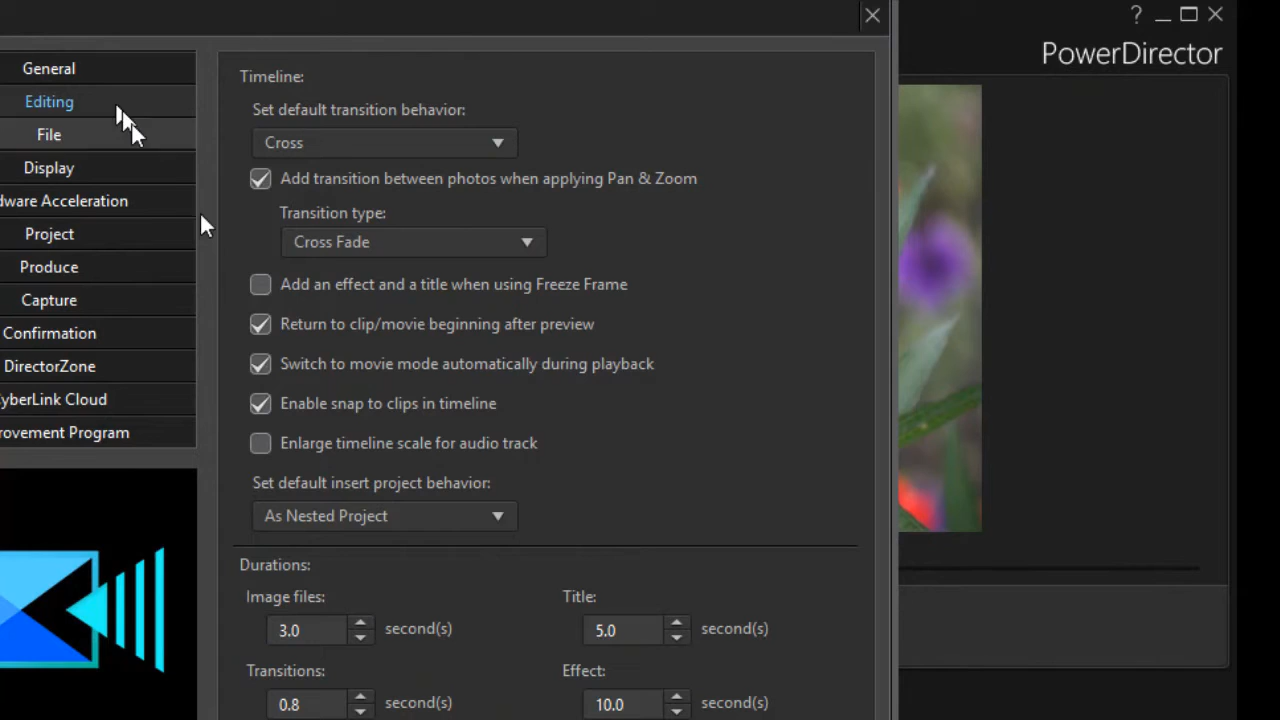 ?
PowerDirector
General
Editing
File
Display
dware Acceleration
Project
Produce
Capture
Confirmation
DirectorZone
yberLink Cloud
rovement Program
Timeline:
Set default transition behavior:
Cross
Add transition between photos when applying Pan & Zoom
Transition type:
Cross Fade
Add an effect and a title when using Freeze Frame
Return to clip/movie beginning after preview
Switch to movie mode automatically during playback
Enable snap to clips in timeline
Enlarge timeline scale for audio track
Set default insert project behavior:
As Nested Project
Durations:
Image files: Title:
3.0 second(s) 5.0 second(s)
Transitions: Effect:
0.8 second(s) 10.0 second(s)